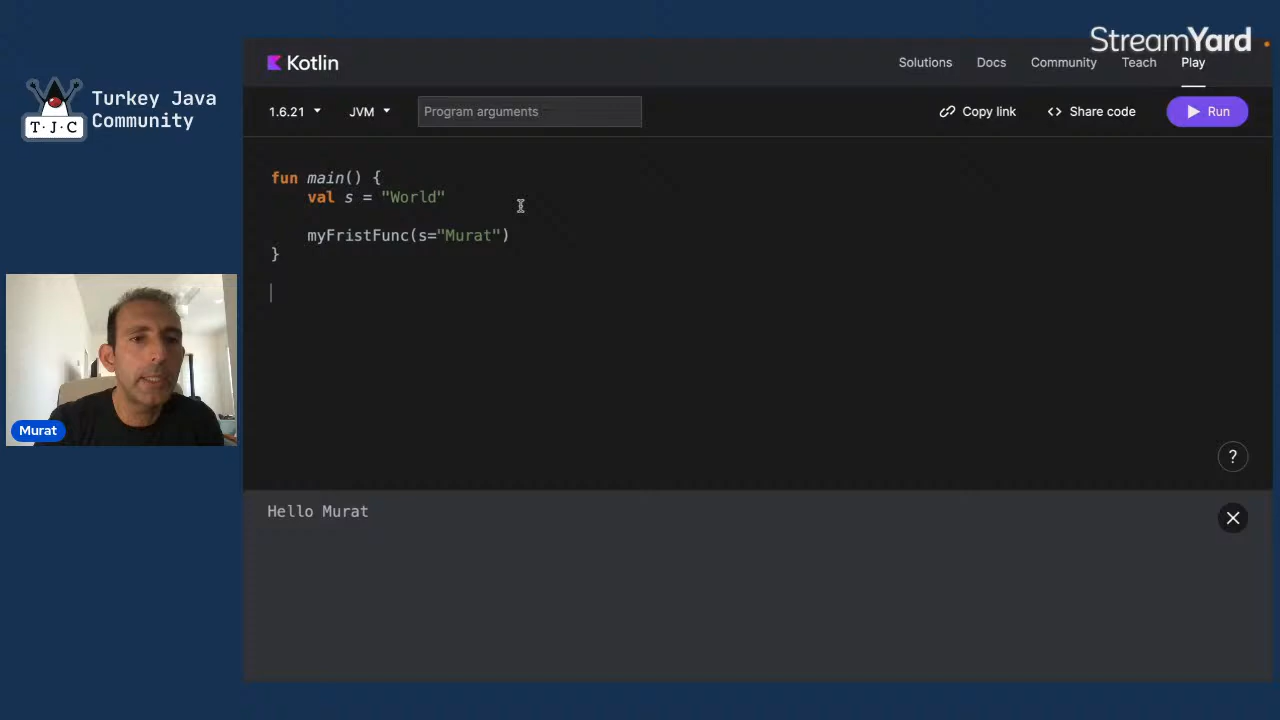 StreamYard
Kotlin
Solutions Docs Community Teach Play
Turkey Java
Community
T·J·C
1.6.21 JVM Program arguments Copy link Share code Run
fun main() {
val s = "World"
myFristFunc(s="Murat")
}
Murat
?
Hello Murat